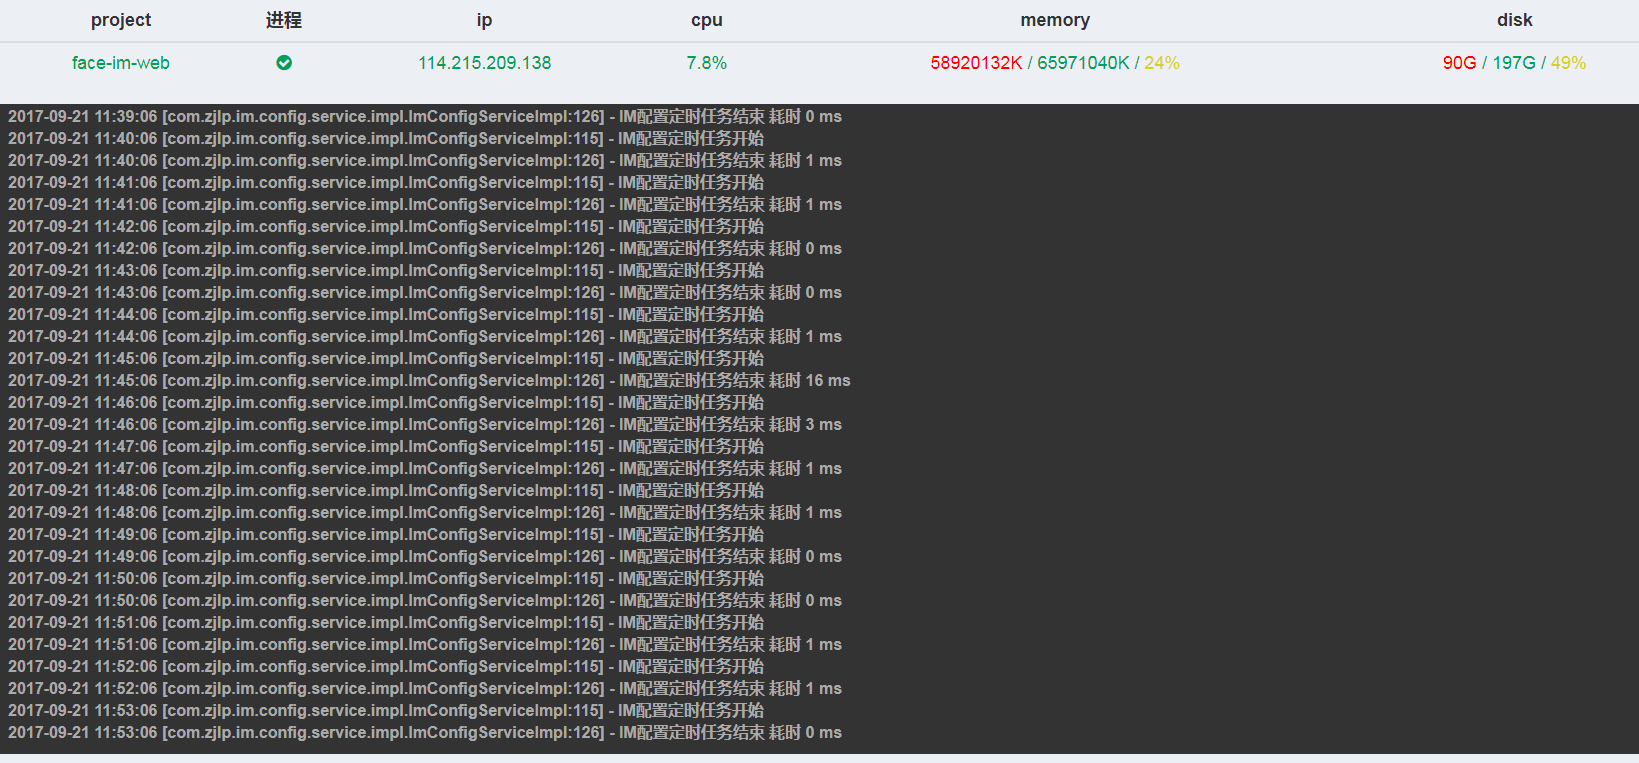 project 进程 ip cpu memory disk
face-im-web 114.215.209.138 7.8% 58920132K / 65971040K / 24% 90G / 197G / 49%
2017-09-21 11:39:06 [com.zjlp.im.config.service.impl.ImConfigServiceImpl:126] - IM配置定时任务结束 耗时 0 ms
2017-09-21 11:40:06 [com.zjlp.im.config.service.impl.ImConfigServiceImpl:115] - IM配置定时任务开始
2017-09-21 11:40:06 [com.zjlp.im.config.service.impl.ImConfigServiceImpl:126] - IM配置定时任务结束 耗时 1 ms
2017-09-21 11:41:06 [com.zjlp.im.config.service.impl.ImConfigServiceImpl:115] - IM配置定时任务开始
2017-09-21 11:41:06 [com.zjlp.im.config.service.impl.ImConfigServiceImpl:126] - IM配置定时任务结束 耗时 1 ms
2017-09-21 11:42:06 [com.zjlp.im.config.service.impl.ImConfigServiceImpl:115] - IM配置定时任务开始
2017-09-21 11:42:06 [com.zjlp.im.config.service.impl.ImConfigServiceImpl:126] - IM配置定时任务结束 耗时 0 ms
2017-09-21 11:43:06 [com.zjlp.im.config.service.impl.ImConfigServiceImpl:115] - IM配置定时任务开始
2017-09-21 11:43:06 [com.zjlp.im.config.service.impl.ImConfigServiceImpl:126] - IM配置定时任务结束 耗时 0 ms
2017-09-21 11:44:06 [com.zjlp.im.config.service.impl.ImConfigServiceImpl:115] - IM配置定时任务开始
2017-09-21 11:44:06 [com.zjlp.im.config.service.impl.ImConfigServiceImpl:126] - IM配置定时任务结束 耗时 1 ms
2017-09-21 11:45:06 [com.zjlp.im.config.service.impl.ImConfigServiceImpl:115] - IM配置定时任务开始
2017-09-21 11:45:06 [com.zjlp.im.config.service.impl.ImConfigServiceImpl:126] - IM配置定时任务结束 耗时 16 ms
2017-09-21 11:46:06 [com.zjlp.im.config.service.impl.ImConfigServiceImpl:115] - IM配置定时任务开始
2017-09-21 11:46:06 [com.zjlp.im.config.service.impl.ImConfigServiceImpl:126] - IM配置定时任务结束 耗时 3 ms
2017-09-21 11:47:06 [com.zjlp.im.config.service.impl.ImConfigServiceImpl:115] - IM配置定时任务开始
2017-09-21 11:47:06 [com.zjlp.im.config.service.impl.ImConfigServiceImpl:126] - IM配置定时任务结束 耗时 1 ms
2017-09-21 11:48:06 [com.zjlp.im.config.service.impl.ImConfigServiceImpl:115] - IM配置定时任务开始
2017-09-21 11:48:06 [com.zjlp.im.config.service.impl.ImConfigServiceImpl:126] - IM配置定时任务结束 耗时 1 ms
2017-09-21 11:49:06 [com.zjlp.im.config.service.impl.ImConfigServiceImpl:115] - IM配置定时任务开始
2017-09-21 11:49:06 [com.zjlp.im.config.service.impl.ImConfigServiceImpl:126] - IM配置定时任务结束 耗时 0 ms
2017-09-21 11:50:06 [com.zjlp.im.config.service.impl.ImConfigServiceImpl:115] - IM配置定时任务开始
2017-09-21 11:50:06 [com.zjlp.im.config.service.impl.ImConfigServiceImpl:126] - IM配置定时任务结束 耗时 0 ms
2017-09-21 11:51:06 [com.zjlp.im.config.service.impl.ImConfigServiceImpl:115] - IM配置定时任务开始
2017-09-21 11:51:06 [com.zjlp.im.config.service.impl.ImConfigServiceImpl:126] - IM配置定时任务结束 耗时 1 ms
2017-09-21 11:52:06 [com.zjlp.im.config.service.impl.ImConfigServiceImpl:115] - IM配置定时任务开始
2017-09-21 11:52:06 [com.zjlp.im.config.service.impl.ImConfigServiceImpl:126] - IM配置定时任务结束 耗时 1 ms
2017-09-21 11:53:06 [com.zjlp.im.config.service.impl.ImConfigServiceImpl:115] - IM配置定时任务开始
2017-09-21 11:53:06 [com.zjlp.im.config.service.impl.ImConfigServiceImpl:126] - IM配置定时任务结束 耗时 0 ms